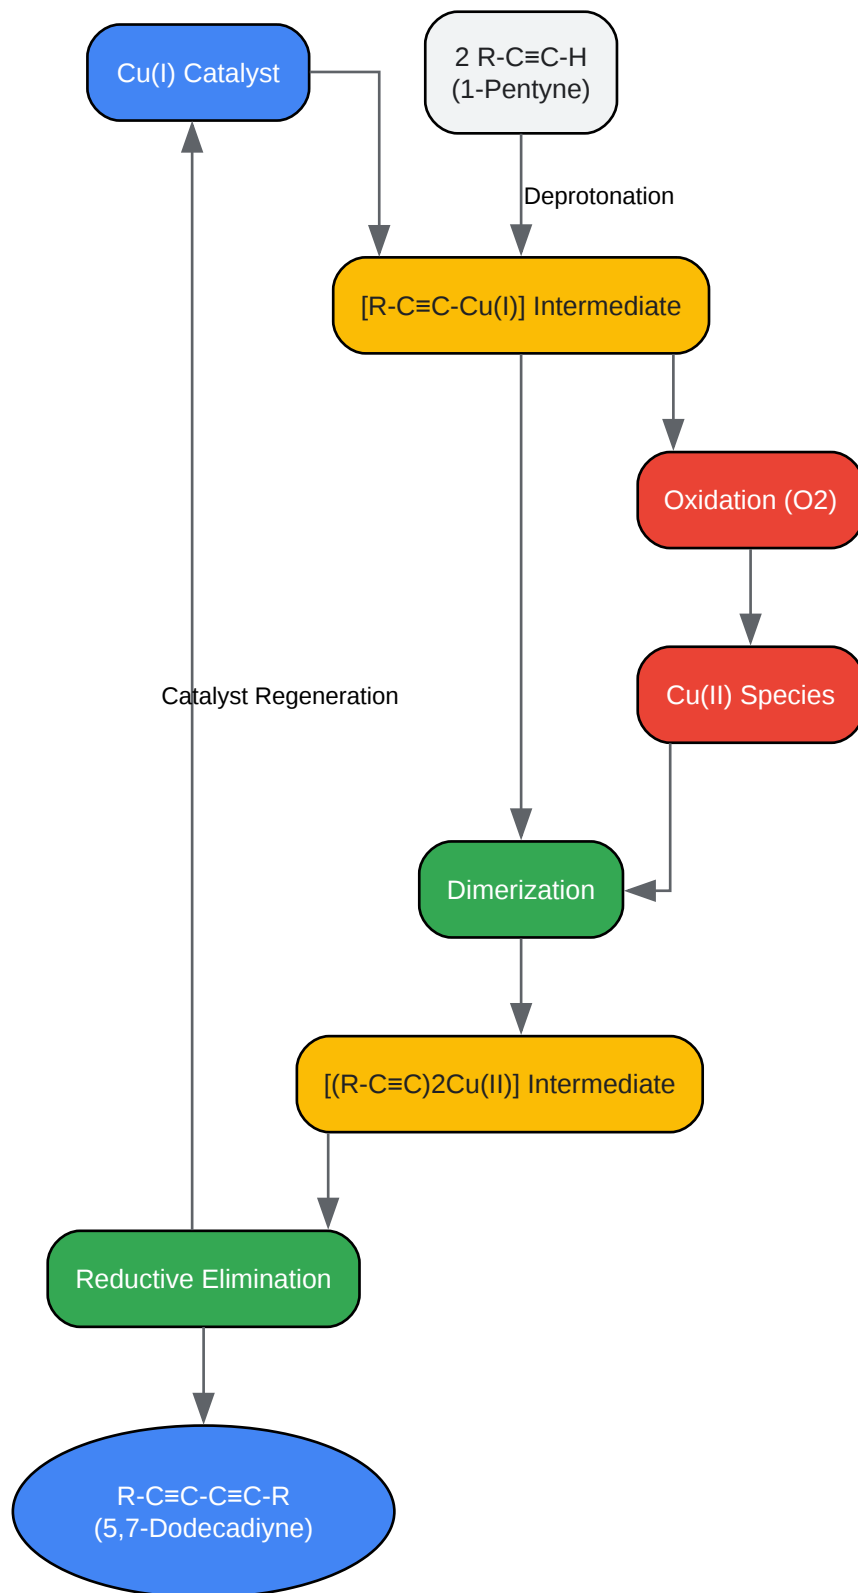 Cu(I) Catalyst
2 R-C≡C-H
(1-Pentyne)
Deprotonation
[R-C≡C-Cu(I)] Intermediate
Oxidation (O2)
Catalyst Regeneration
Cu(II) Species
Dimerization
[(R-C≡C)2Cu(II)] Intermediate
Reductive Elimination
R-C≡C-C≡C-R
(5,7-Dodecadiyne)